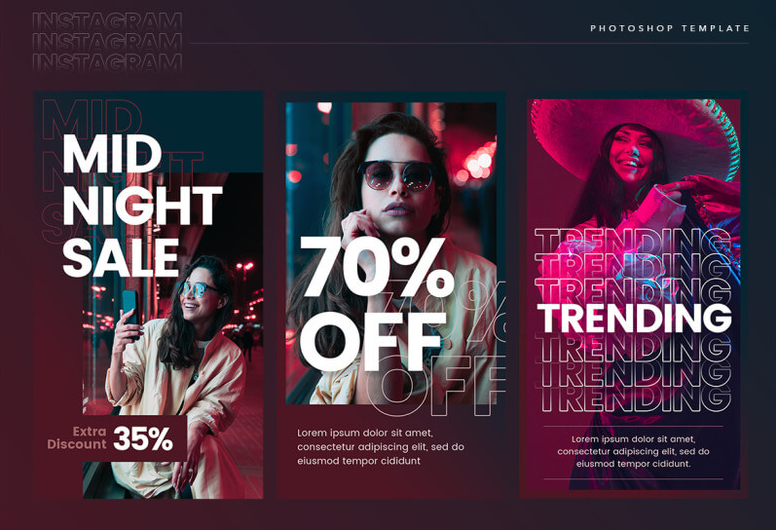 INSTAGRAM
INSTAGRAM
INSTAGRAM
PHOTOSHOP TEMPLATE
MID
NIGHT
SALE
MID
NIGHT
SALE
Extra
Discount 35%
70%
OFF
70%
OFF
Lorem ipsum dolor sit amet,
consectetur adipiscing elit, sed do
eiusmod tempor cididunt
TRENDING
TRENDING
TRENDING
TRENDING
TRENDING
TRENDING
TRENDING
Lorem ipsum dolor sit amet,
consectetur adipiscing elit, sed do
eiusmod tempor cididunt.